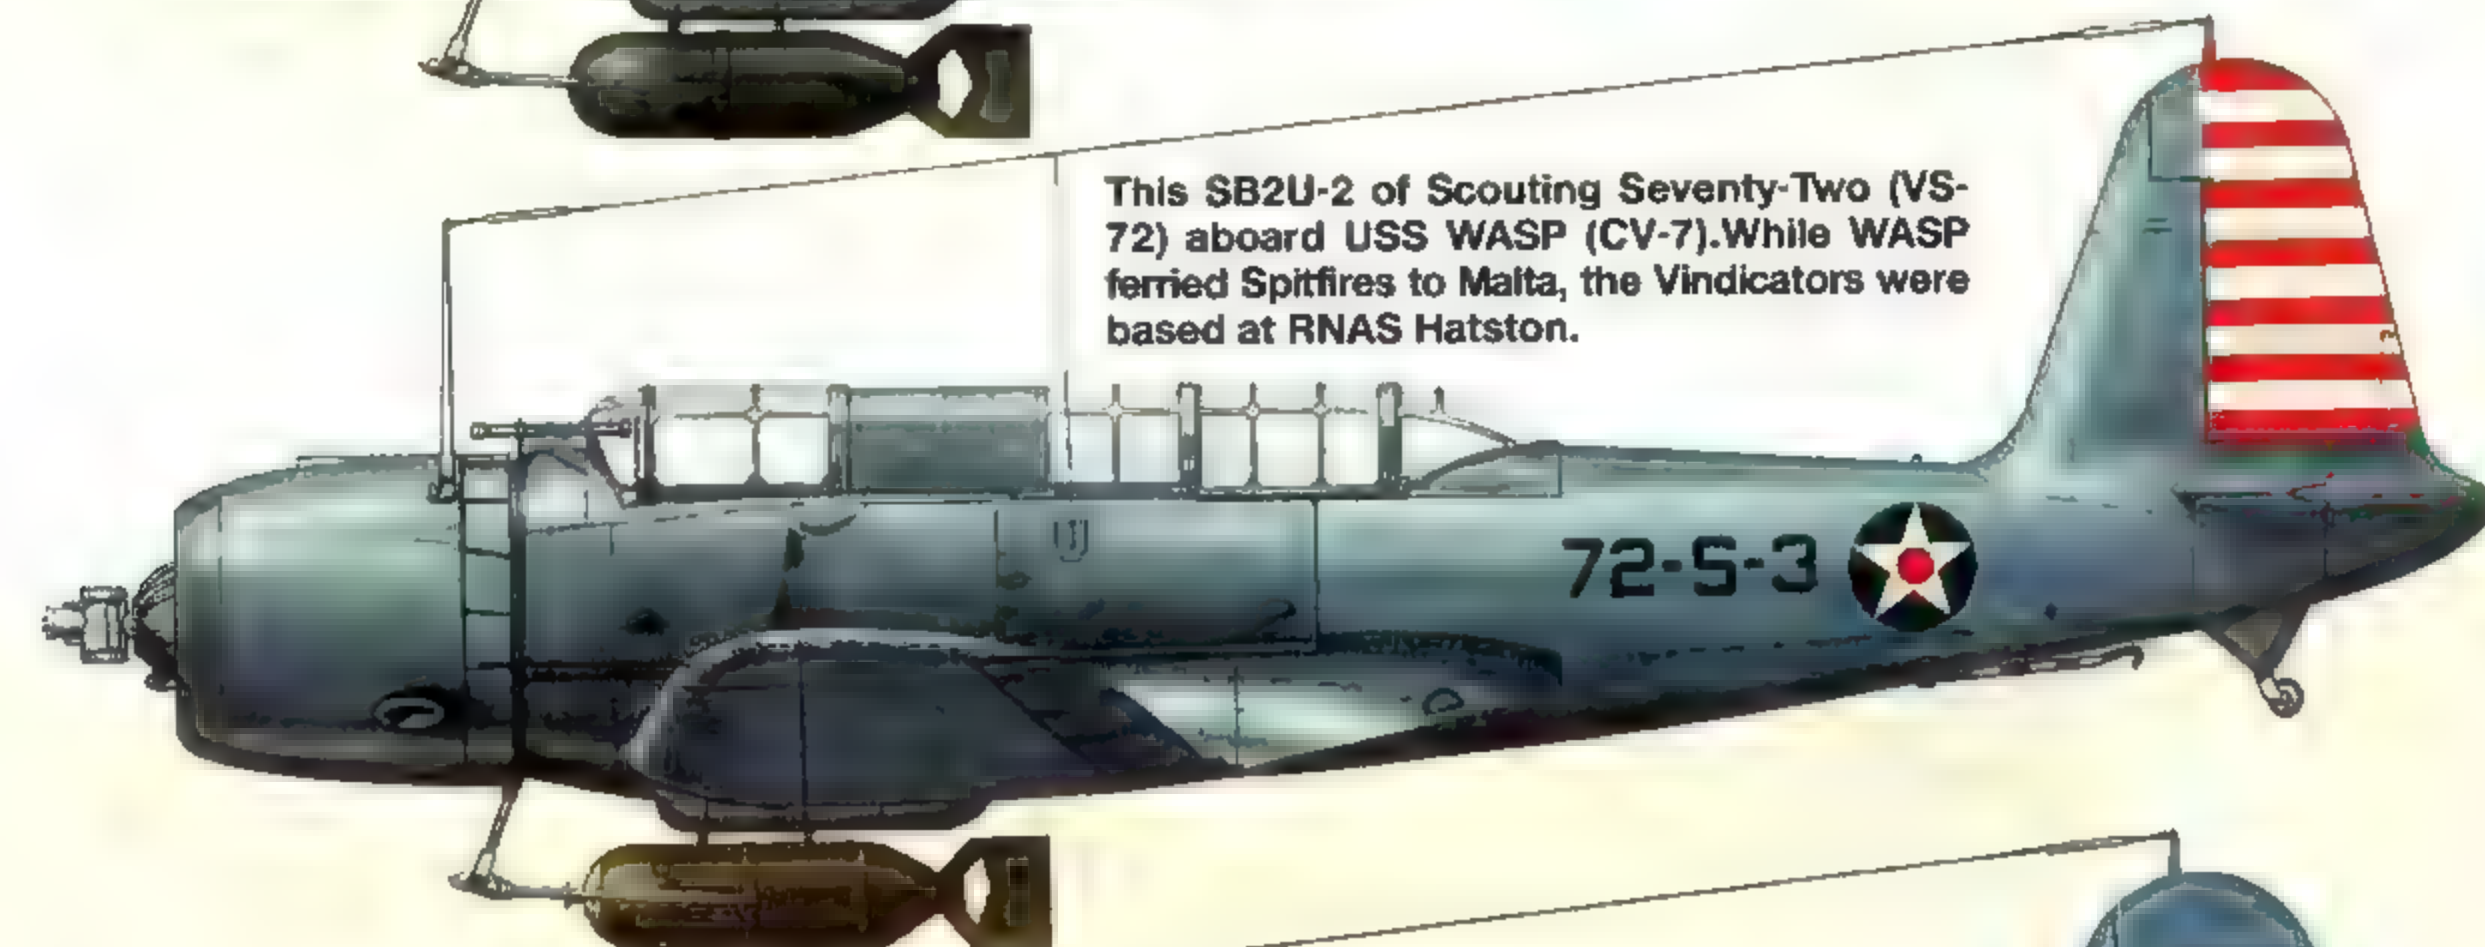 This SB2U-2 of Scouting Seventy-Two (VS-
72) aboard USS WASP (CV-7).While WASP
ferried Spitfires to Malta, the Vindicators were
based at RNAS Hatston.
72-S-3